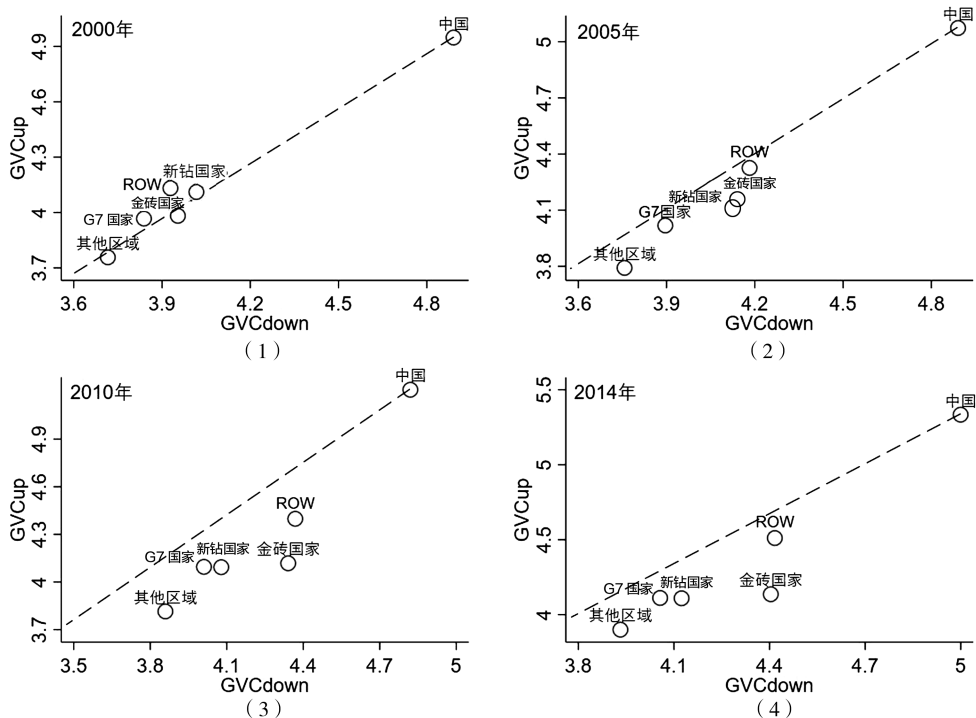 2000年
中国
新钻国家
ROW
金砖国家
G7 国家
其他区域
GVCup
4.9
4.6
4.3
4
3.7
3.6
3.9
4.2
4.5
4.8
GVCdown
(1)
2005年
中国
ROW
金砖国家
新钻国家
G7国家
其他区域
GVCup
5
4.7
4.4
4.1
3.8
3.6
3.9
4.2
4.5
4.8
GVCdown
(2)
2010年
中国
ROW
金砖国家
新钻国家
G7 国家
其他区域
GVCup
4.9
4.6
4.3
4
3.7
3.5
3.8
4.1
4.4
4.7
5
GVCdown
(3)
2014年
中国
ROW
金砖国家
新钻国家
G7 国家
其他区域
GVCup
5.5
5
4.5
4
3.8
4.1
4.4
4.7
5
GVCdown
(4)